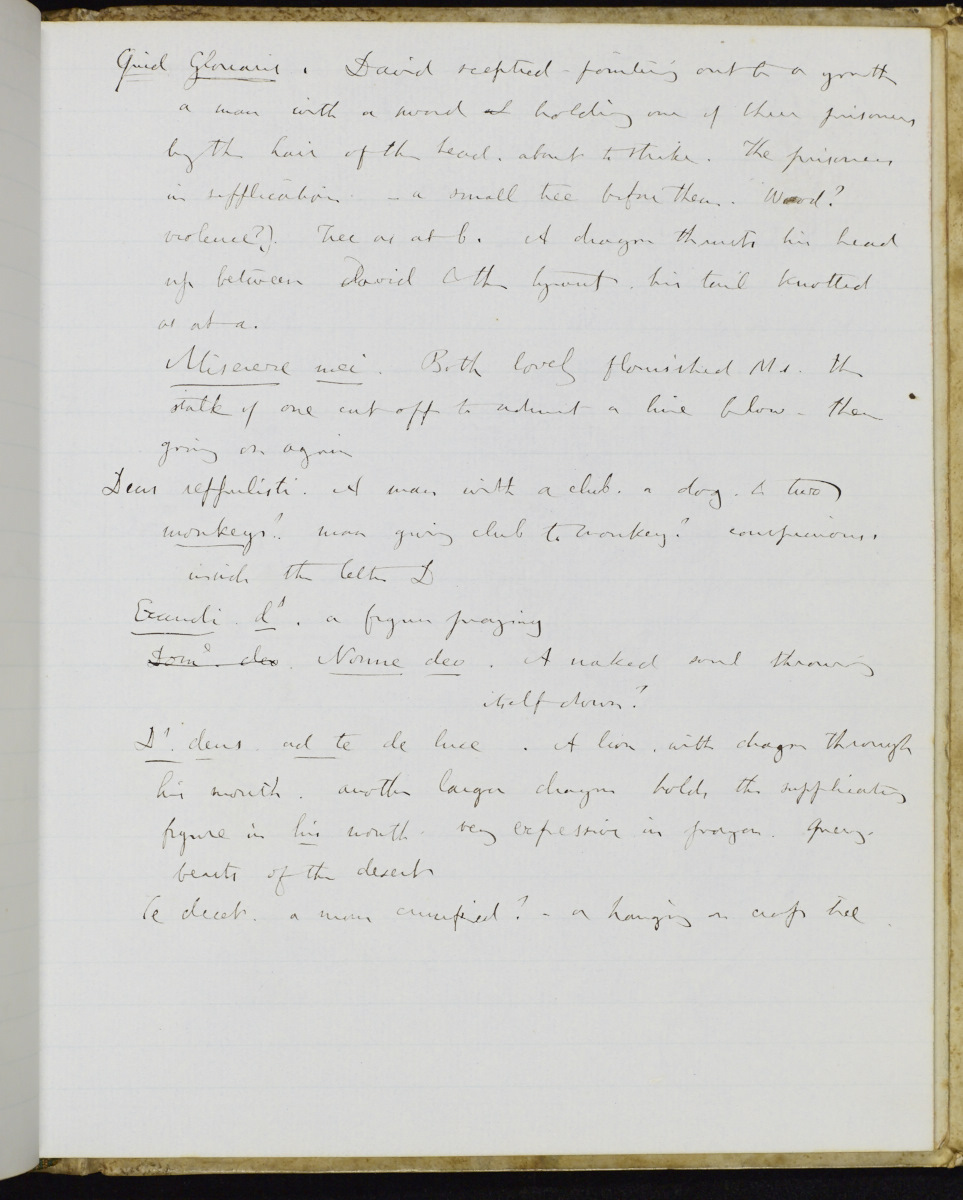 Quid Gloriaris. David sceptred - pointing out to a youth
a man with a sword & holding one of their prisoners
by the hair of the head. about to strike. The prisoners
in supplication. - a small tree before them. Wood?
violence?). Tree as at b. A dragon thrusts his head
up between David & the tyrant. his tail knotted
as at a.
Miserere mei. Both lovely flourished Ms. the
stalk of one cut off to admit a line below - then
going on again
Deus reppulisti. A man with a club. a dog. & two
monkeys? man giving club to monkey? conspicuous.
inside the letter D
Exaudi. ds. a figure praying
Doms. deo. Nonne deo. A naked soul throwing
itself down?
Ds. deus ad te de luce. A lion. with dragon through
his mouth. another larger dragon holds the supplicating
figure in his mouth. very expressive in prayer. Query.
beasts of the desert
Te decet. a man crucified? - or hanging on cross tree.